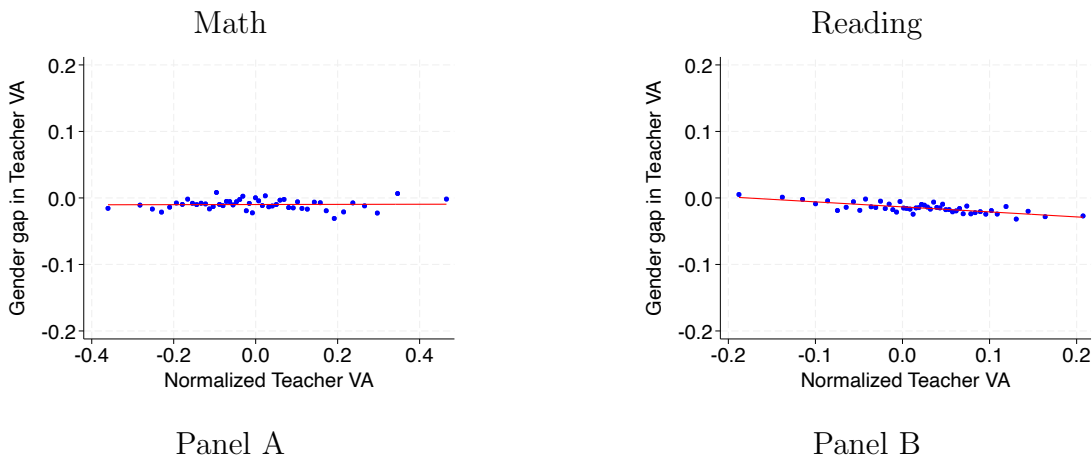 Math
Gender gap in Teacher VA
0.2
0.1
0.0
-0.1
-0.2
-0.4 -0.2 0.0 0.2 0.4
Normalized Teacher VA
Panel A
Reading
Gender gap in Teacher VA
0.2
0.1
0.0
-0.1
-0.2
-0.2 -0.1 0.0 0.1 0.2
Normalized Teacher VA
Panel B